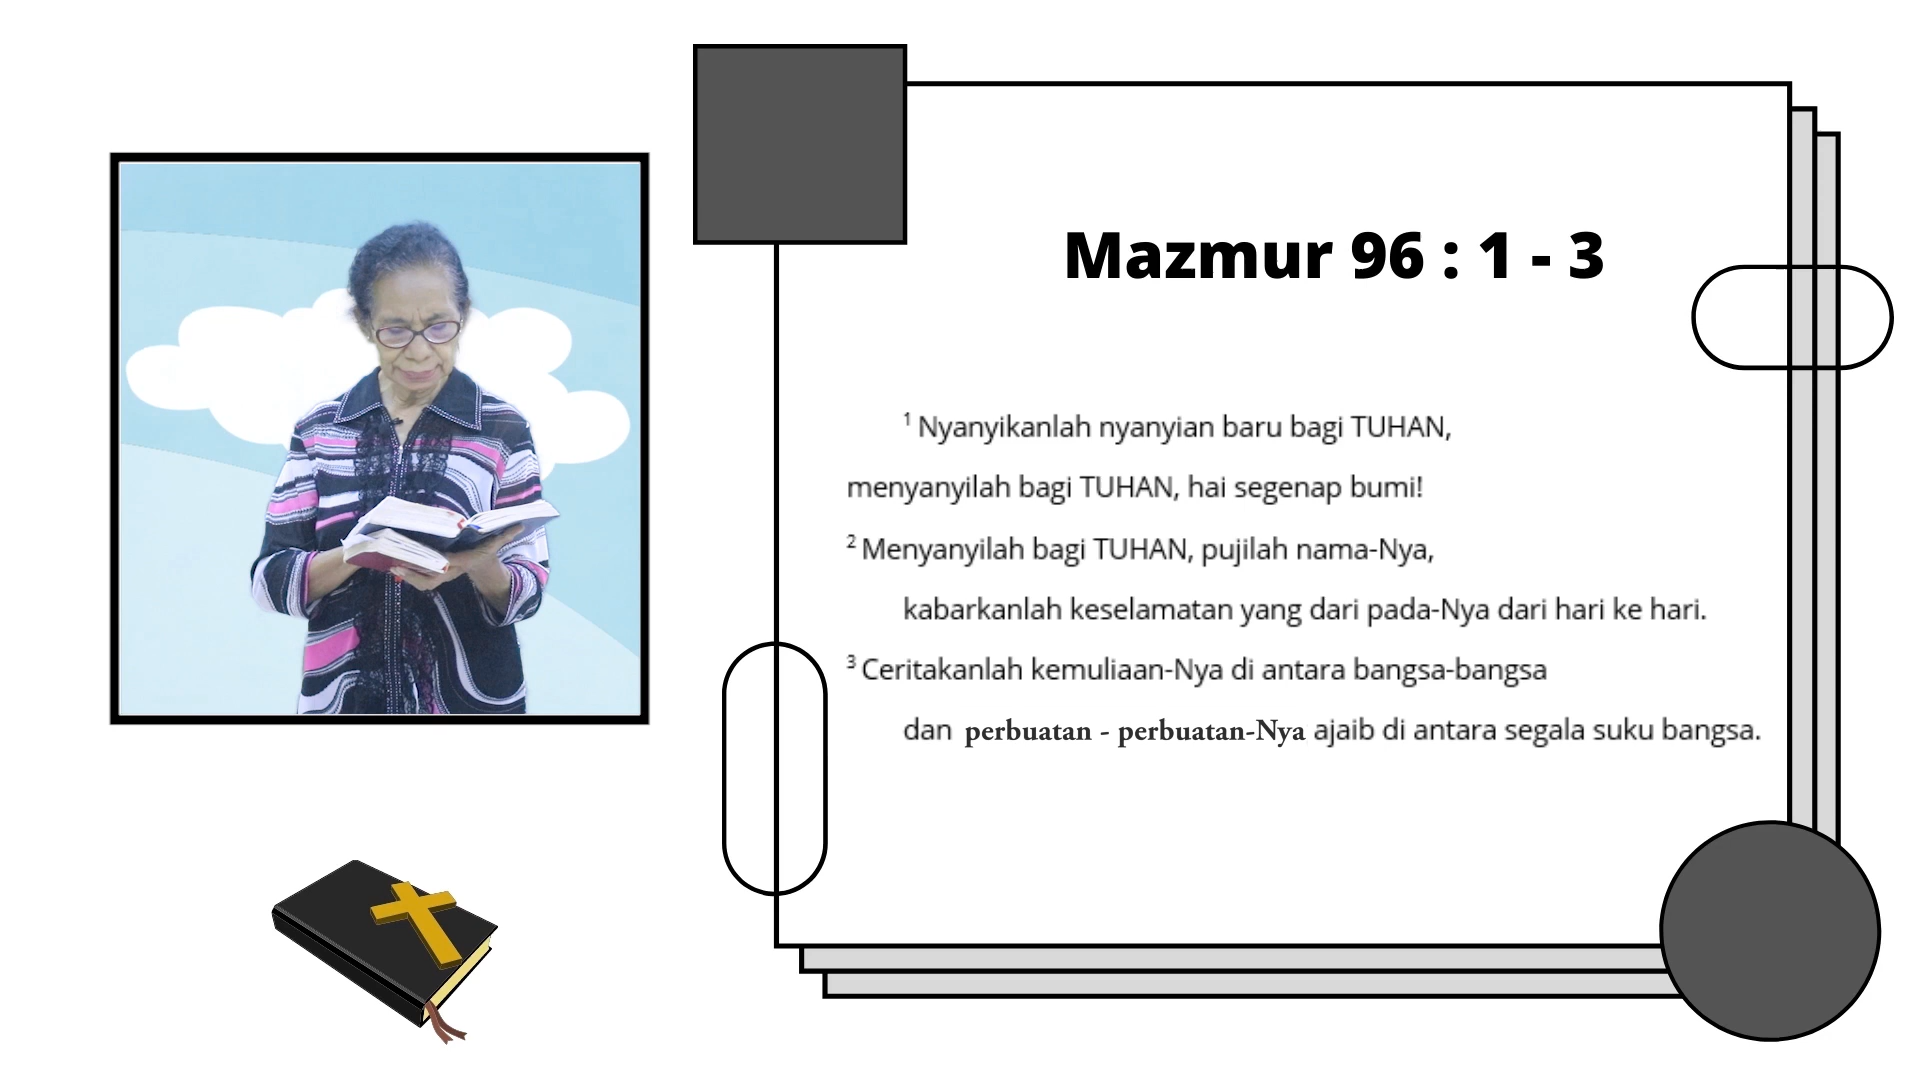 Mazmur 96 : 1 - 3
1 Nyanyikanlah nyanyian baru bagi TUHAN,
menyanyilah bagi TUHAN, hai segenap bumi!
2 Menyanyilah bagi TUHAN, pujilah nama-Nya,
kabarkanlah keselamatan yang dari pada-Nya dari hari ke hari.
3 Ceritakanlah kemuliaan-Nya di antara bangsa-bangsa
dan perbuatan - perbuatan-Nya ajaib di antara segala suku bangsa.